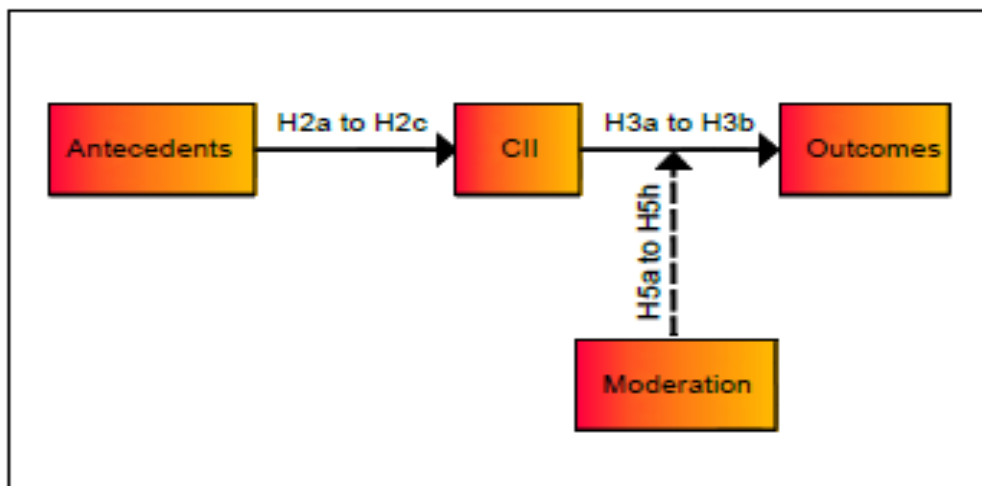 H2a to H2c
H3a to H3b
Antecedents
CII
Outcomes
H5a to H5h
Moderation